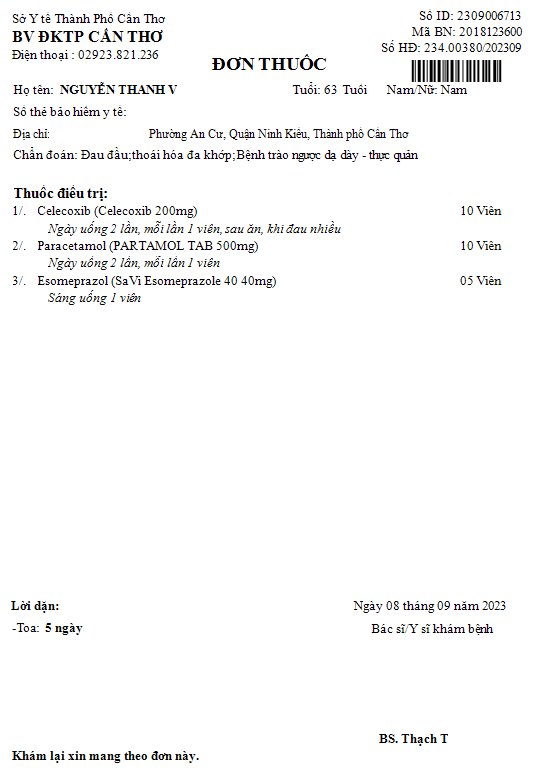 Sở Y tế Thành Phố Cần Thơ
BV ĐKTP CẦN THƠ
Điện thoại : 02923.821.236
Số ID: 2309006713
Mã BN: 2018123600
Số HĐ: 234.00380/202309
ĐƠN THUỐC
Họ tên: NGUYỄN THANH V Tuổi: 63 Tuổi Nam/Nữ: Nam
Số thẻ bảo hiểm y tế:
Địa chỉ: Phường An Cư, Quận Ninh Kiều, Thành phố Cần Thơ
Chẩn đoán: Đau đầu;thoái hóa đa khớp;Bệnh trào ngược dạ dày - thực quản
Thuốc điều trị:
1/. Celecoxib (Celecoxib 200mg) 10 Viên
Ngày uống 2 lần, mỗi lần 1 viên, sau ăn, khi đau nhiều
2/. Paracetamol (PARTAMOL TAB 500mg) 10 Viên
Ngày uống 2 lần, mỗi lần 1 viên
3/. Esomeprazol (SaVi Esomeprazole 40 40mg) 05 Viên
Sáng uống 1 viên
Lời dặn:
-Toa: 5 ngày
Ngày 08 tháng 09 năm 2023
Bác sĩ/Y sĩ khám bệnh
BS. Thạch T
Khám lại xin mang theo đơn này.